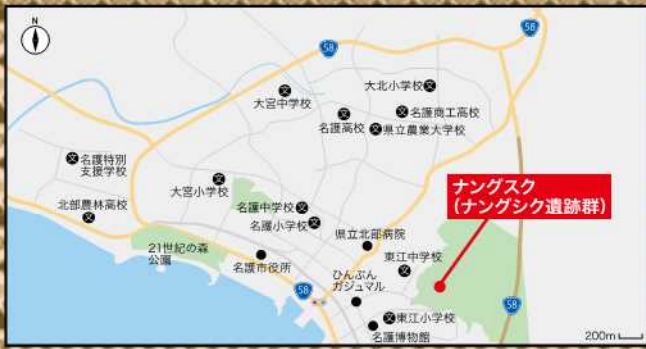 N
58
58
大北小学校
大宮中学校
名護商工高校
名護高校
県立農業大学校
名護特別
支援学校
大宮小学校
ナングスク
(ナングシク遺跡群)
北部農林高校
名護中学校
名護小学校
県立北部病院
21世紀の森
公園
東江中学校
名護市役所
ひんぷん
ガジュマル
58
58
東江小学校
名護博物館
200m